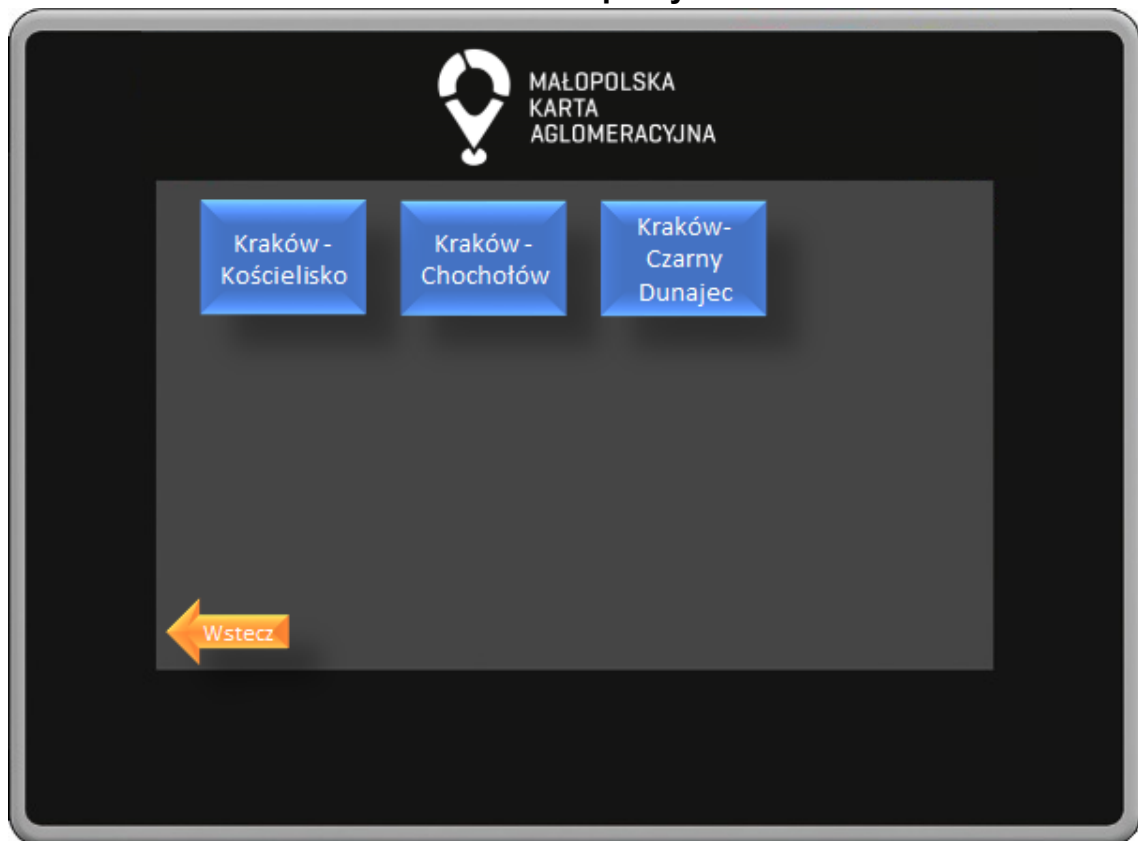 MAŁOPOLSKA
KARTA
AGLOMERACYJNA
Kraków -
Kościelisko
Kraków -
Chochołów
Kraków-
Czarny
Dunajec
Wstecz